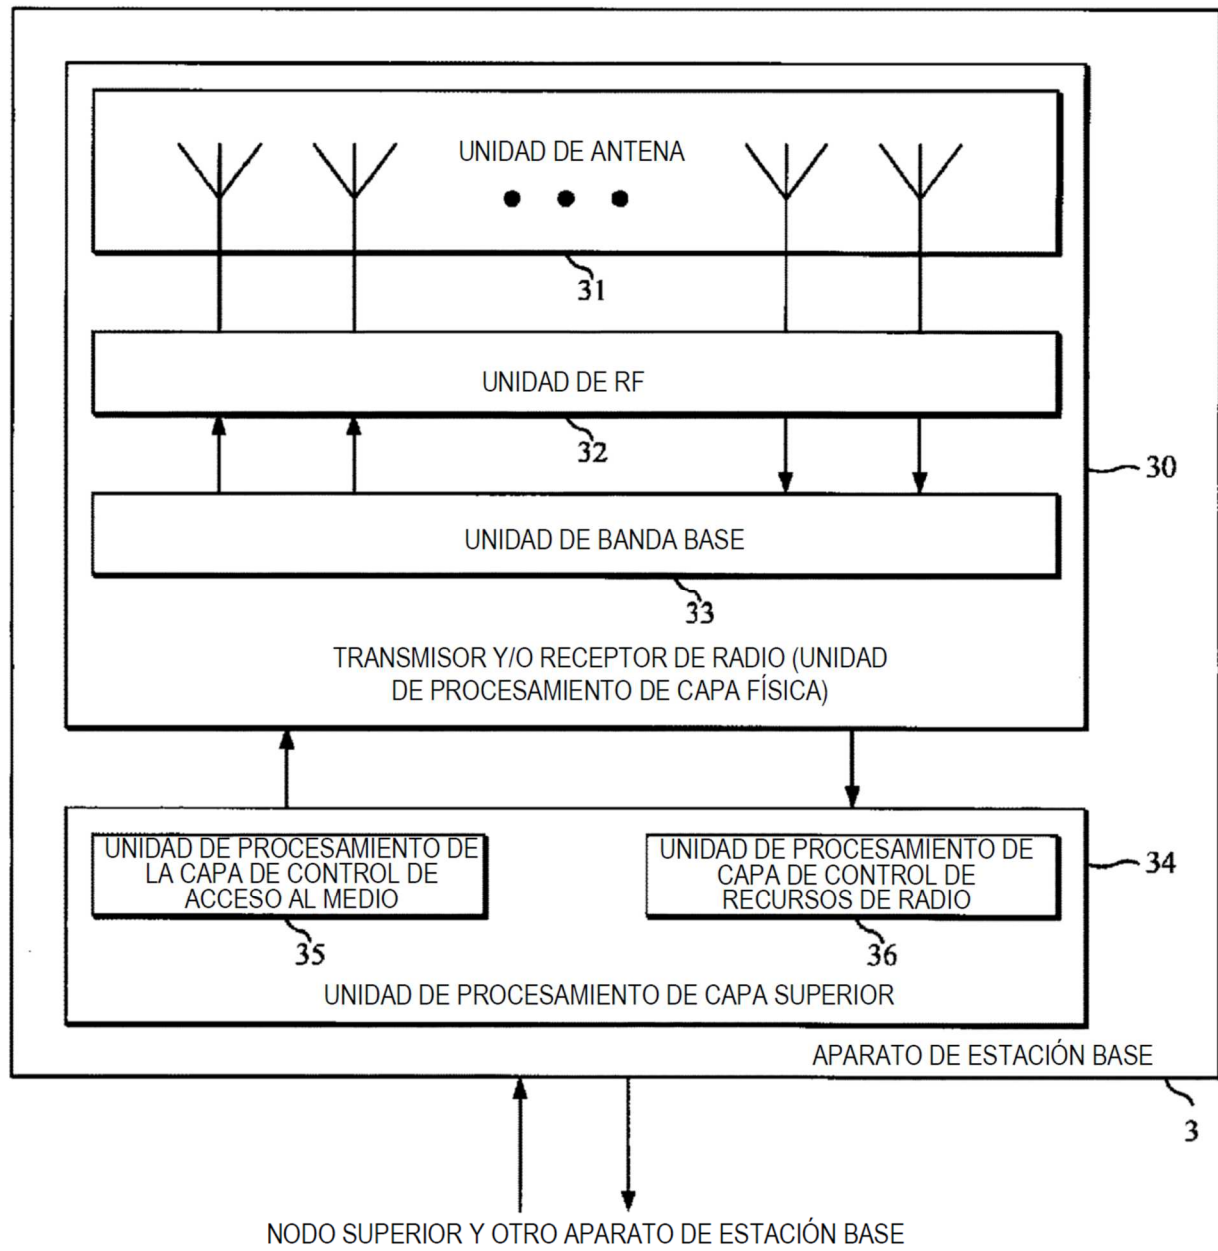 UNIDAD DE ANTENA
31
UNIDAD DE RF
32
30
UNIDAD DE BANDA BASE
33
TRANSMISOR Y/O RECEPTOR DE RADIO (UNIDAD
DE PROCESAMIENTO DE CAPA FÍSICA)
UNIDAD DE PROCESAMIENTO DE
LA CAPA DE CONTROL DE
ACCESO AL MEDIO
35
UNIDAD DE PROCESAMIENTO DE
CAPA DE CONTROL DE
RECURSOS DE RADIO
36
34
UNIDAD DE PROCESAMIENTO DE CAPA SUPERIOR
APARATO DE ESTACIÓN BASE
3
NODO SUPERIOR Y OTRO APARATO DE ESTACIÓN BASE